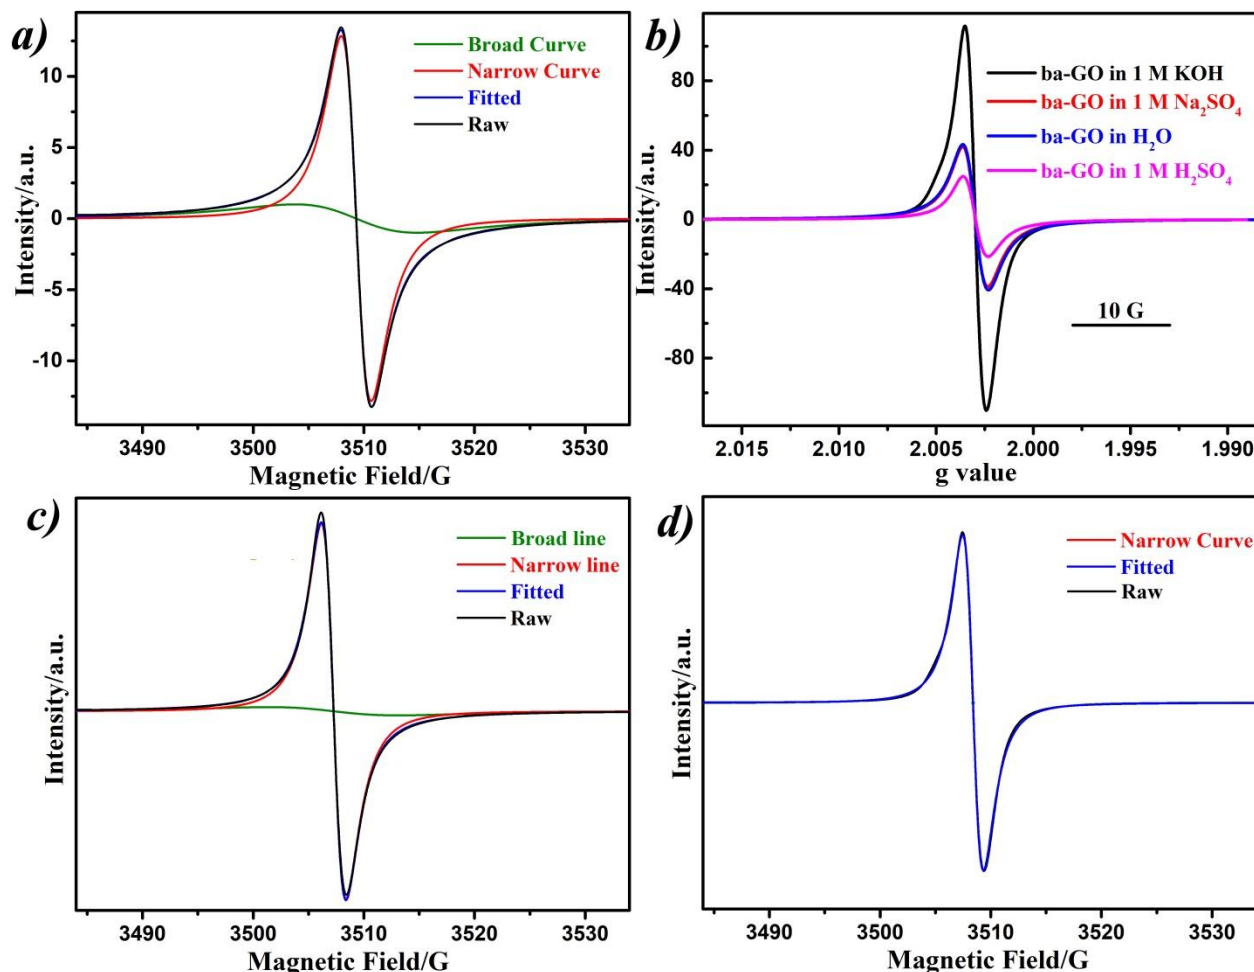 a)
Broad Curve
Narrow Curve
Fitted
Raw
10
5
0
-5
-10
Intensity/a.u.
3490 3500 3510 3520 3530
Magnetic Field/G
b)
ba-GO in 1 M KOH
ba-GO in 1 M Na₂SO₄
ba-GO in H₂O
ba-GO in 1 M H₂SO₄
80
40
0
-40
-80
10 G
Intensity/a.u.
2.015 2.010 2.005 2.000 1.995 1.990
g value
c)
Broad line
Narrow line
Fitted
Raw
Intensity/a.u.
3490 3500 3510 3520 3530
Magnetic Field/G
d)
Narrow Curve
Fitted
Raw
Intensity/a.u.
3490 3500 3510 3520 3530
Magnetic Field/G